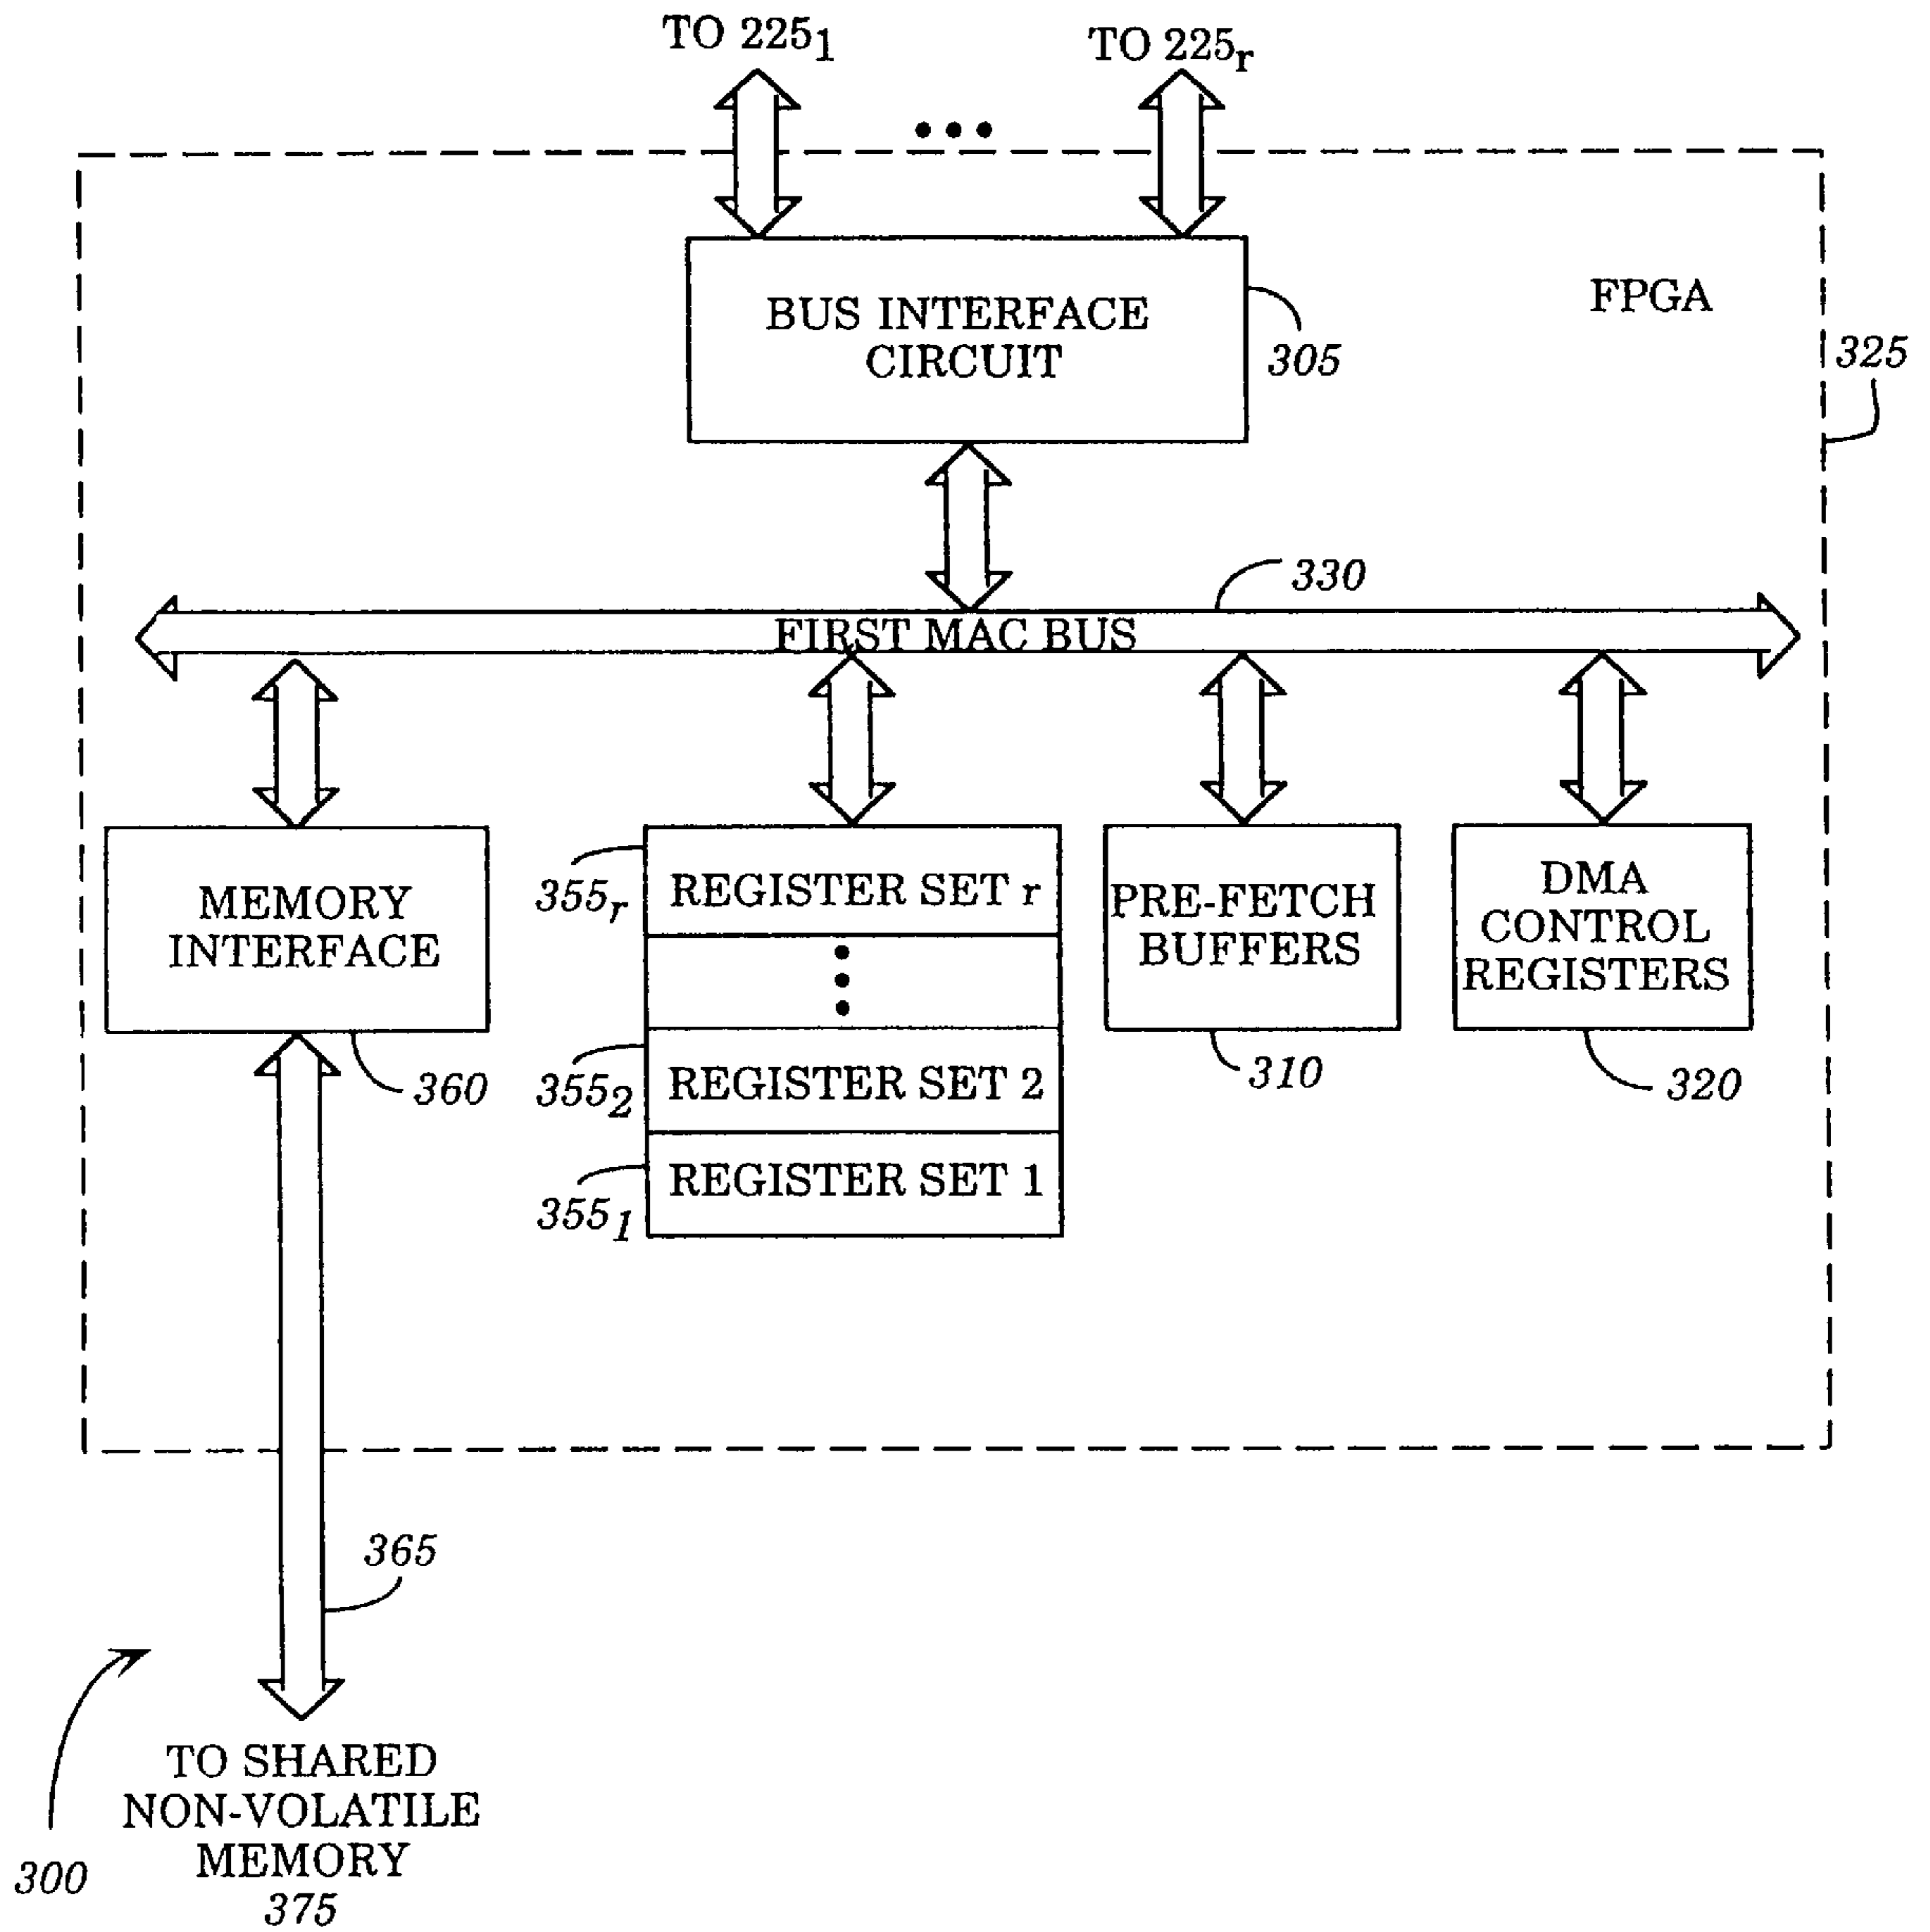 TO 225₁
TO 225ᵣ
FPGA
BUS INTERFACE
CIRCUIT
305
325
330
FIRST MAC BUS
MEMORY
INTERFACE
360
355ᵣ
REGISTER SET r
355₂
REGISTER SET 2
355₁
REGISTER SET 1
PRE-FETCH
BUFFERS
310
DMA
CONTROL
REGISTERS
320
365
TO SHARED
NON-VOLATILE
MEMORY
375
300